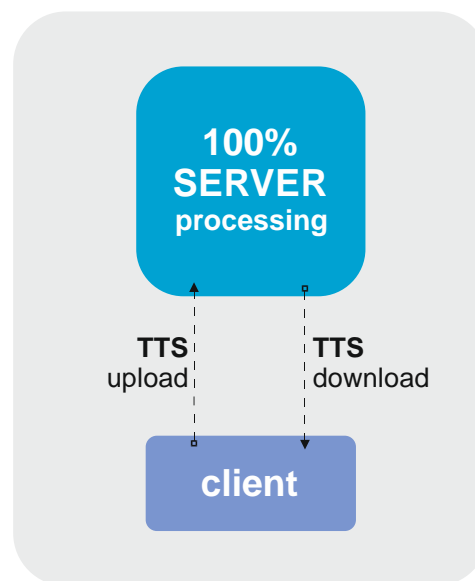 100%
SERVER
processing
TTS
upload
TTS
download
client